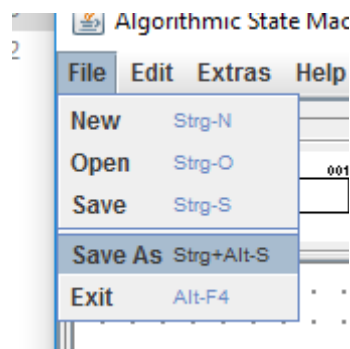 2
Algorithmic State Mac
File Edit Extras Help
New Strg-N
Open Strg-O
001
Save Strg-S
Save As Strg+Alt-S
Exit Alt-F4